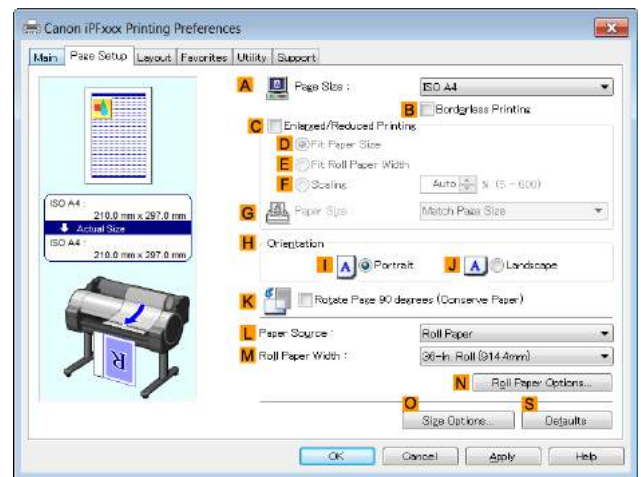 Canon iPFxxx Printing Preferences
Main Page Setup Layout Favorites Utility Support
A Page Size : ISO A4
B Borderless Printing
C Enlarged/Reduced Printing
D Fit Paper Size
E Fit Roll Paper Width
F Scaling Auto % (5 - 600)
G Paper Size : Match Page Size
ISO A4 :
210.0 mm x 297.0 mm
Actual Size
ISO A4 :
210.0 mm x 297.0 mm
H Orientation
I A Portrait J A Landscape
K Rotate Page 90 degrees (Conserve Paper)
L Paper Source : Roll Paper
M Roll Paper Width : 36-in. Roll (914.4mm)
R
N Roll Paper Options...
O S
Size Options... Defaults
OK Cancel Apply Help